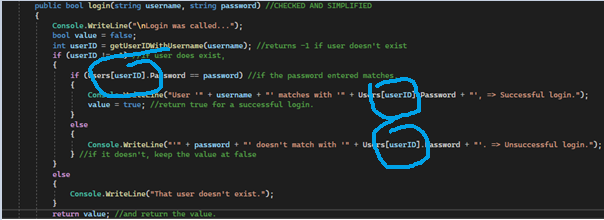 public bool login(string username, string password) //CHECKED AND SIMPLIFIED
{
Console.WriteLine("\nLogin was called...");
bool value = false;
int userID = getUserIDWithUsername(username); //returns -1 if user doesn't exist
if (userID != -1) //if user does exist,
{
if (Users[userID].Password == password) //if the password entered matches
{
Console.WriteLine("User '" + username + "' matches with '" + Users[userID].Password + "', => Successful login.");
value = true; //return true for a successful login.
}
else
{
Console.WriteLine("'" + password + "' doesn't match with '" + Users[userID].Password + "'. => Unsuccessful login.");
} //if it doesn't, keep the value at false
}
else
{
Console.WriteLine("That user doesn't exist.");
}
return value; //and return the value.